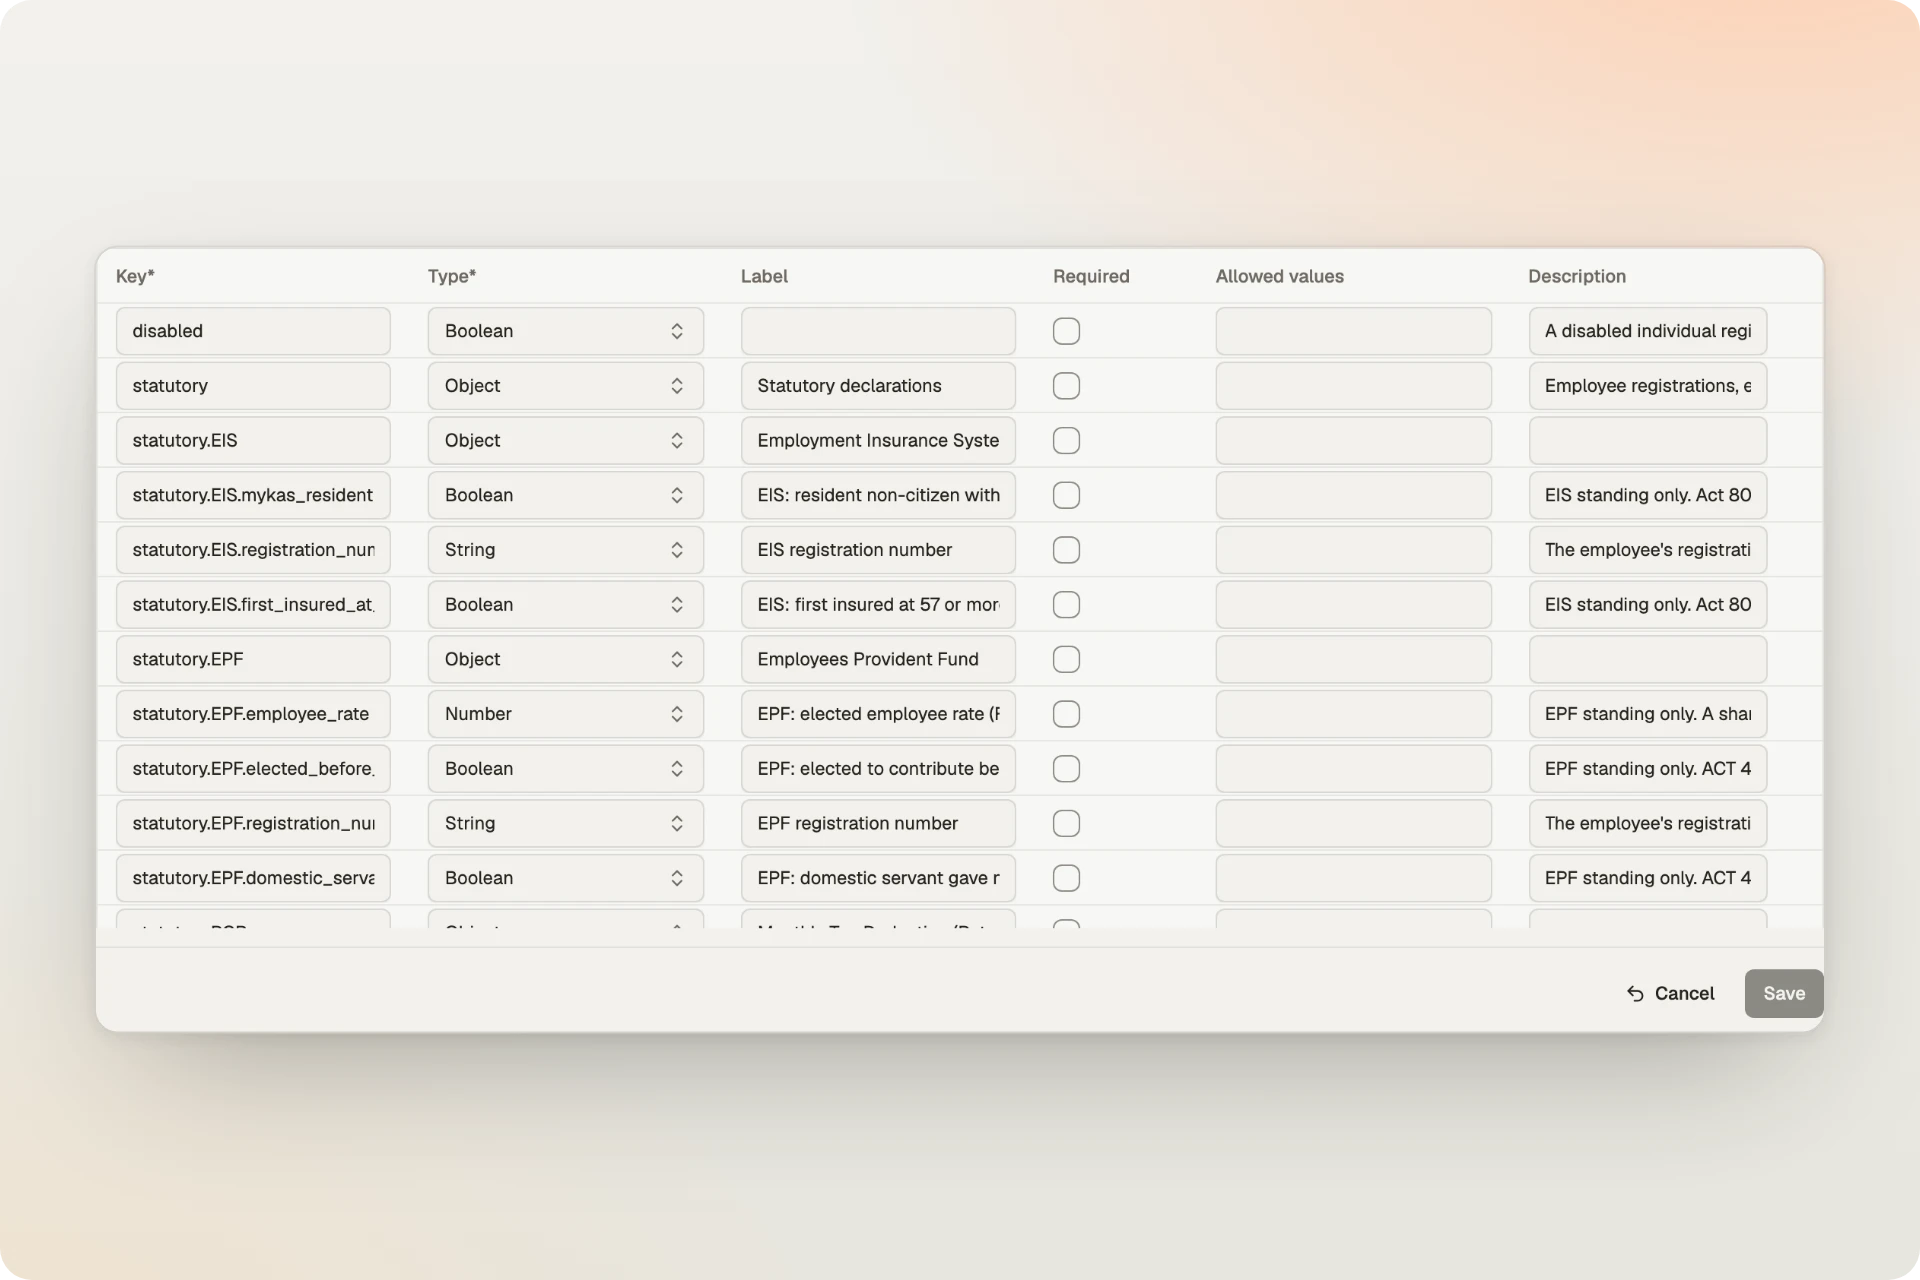 Key* Type* Label Required Allowed values Description
disabled Boolean A disabled individual regi
statutory Object Statutory declarations Employee registrations, e
statutory.EIS Object Employment Insurance Syste
statutory.EIS.mykas_resident Boolean EIS: resident non-citizen with EIS standing only. Act 80
statutory.EIS.registration_nun String EIS registration number The employee's registrati
statutory.EIS.first_insured_at_ Boolean EIS: first insured at 57 or mor EIS standing only. Act 80
statutory.EPF Object Employees Provident Fund
statutory.EPF.employee_rate Number EPF: elected employee rate ( EPF standing only. A shar
statutory.EPF.elected_before_ Boolean EPF: elected to contribute be EPF standing only. ACT 4
statutory.EPF.registration_nu String EPF registration number The employee's registrati
statutory.EPF.domestic_serva Boolean EPF: domestic servant gave EPF standing only. ACT 4
Object
Cancel Save